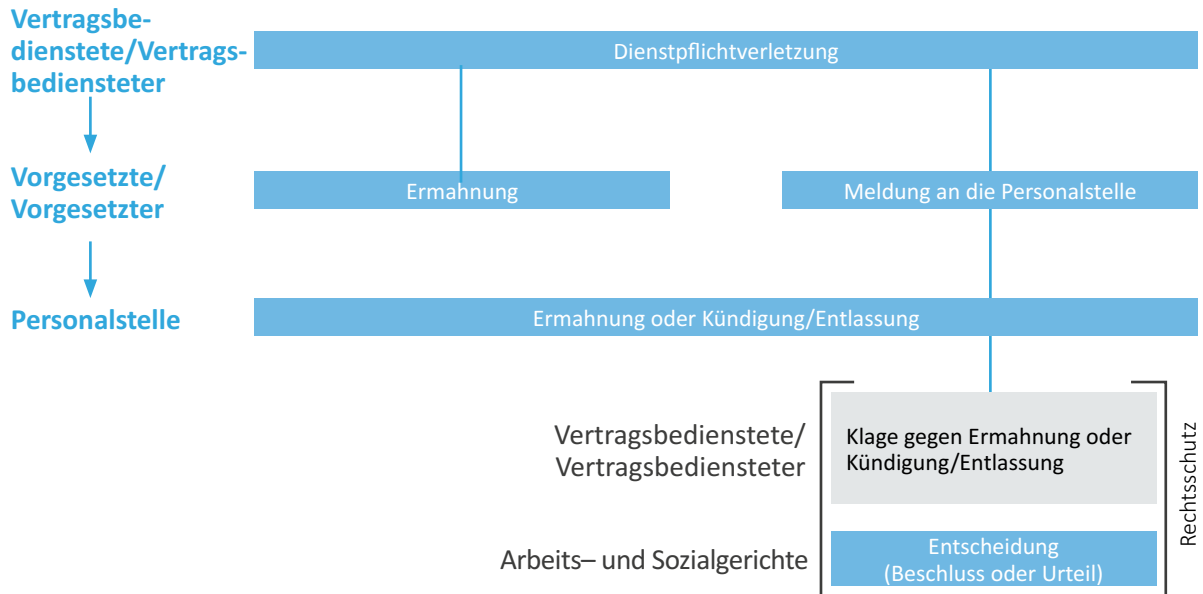 Vertragsbe-
dienstete/Vertrags-
bediensteter
Dienstpflichtverletzung
Vorgesetzte/
Vorgesetzter
Ermahnung
Meldung an die Personalstelle
Personalstelle
Ermahnung oder Kündigung/Entlassung
Vertragsbedienstete/
Vertragsbediensteter
Klage gegen Ermahnung oder
Kündigung/Entlassung
Rechtsschutz
Arbeits– und Sozialgerichte
Entscheidung
(Beschluss oder Urteil)